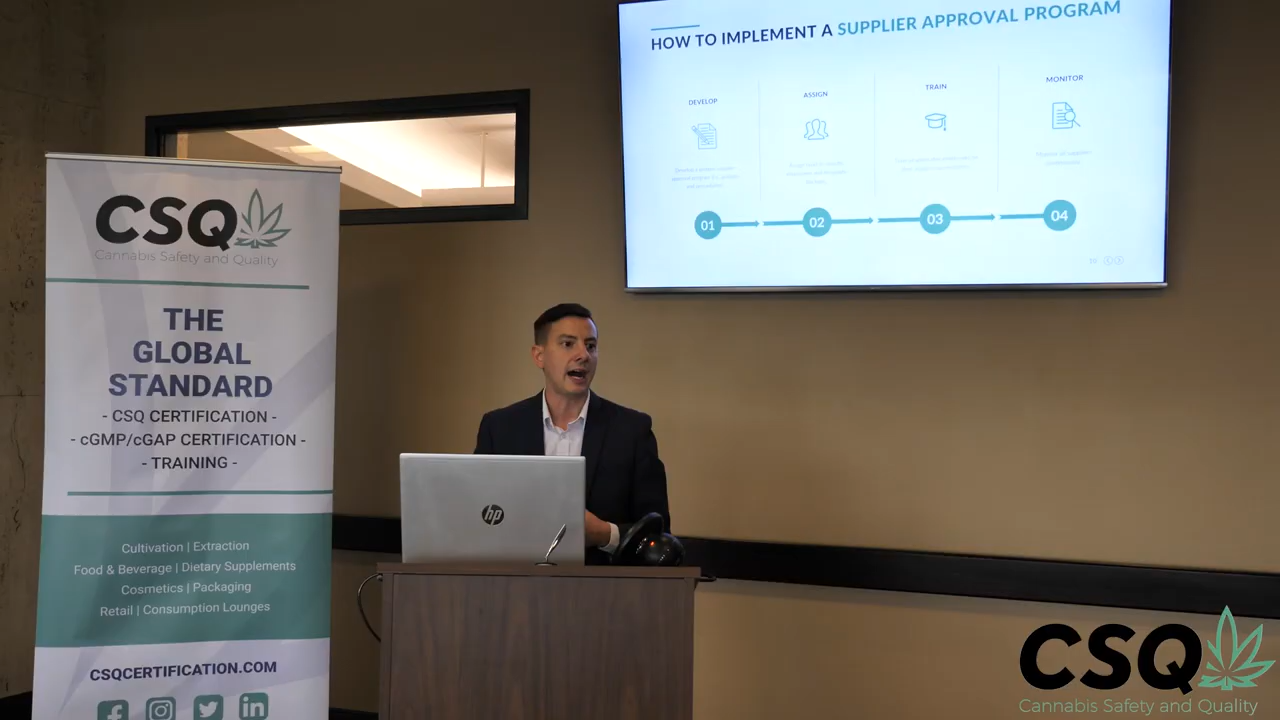 HOW TO IMPLEMENT A SUPPLIER APPROVAL PROGRAM
DEVELOP
ASSIGN
TRAIN
MONITOR
01
02
03
04
CSQ
Cannabis Safety and Quality
THE
GLOBAL
STANDARD
- CSQ CERTIFICATION -
- cGMP/cGAP CERTIFICATION -
- TRAINING -
Cultivation | Extraction
Food & Beverage | Dietary Supplements
Cosmetics | Packaging
Retail | Consumption Lounges
CSQCERTIFICATION.COM
hp
CSQ
Cannabis Safety and Quality